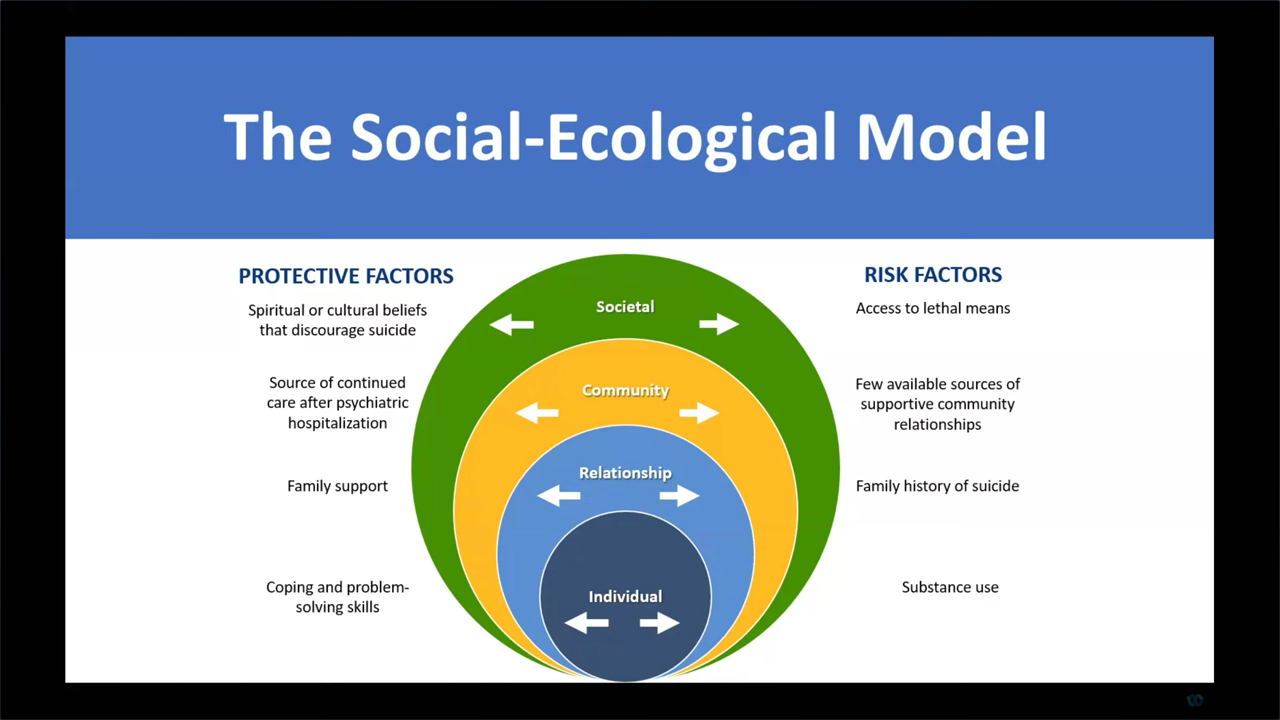 The Social-Ecological Model
PROTECTIVE FACTORS
Spiritual or cultural beliefs
that discourage suicide
Source of continued
care after psychiatric
hospitalization
Family support
Coping and problem-
solving skills
Societal
Community
Relationship
Individual
RISK FACTORS
Access to lethal means
Few available sources of
supportive community
relationships
Family history of suicide
Substance use